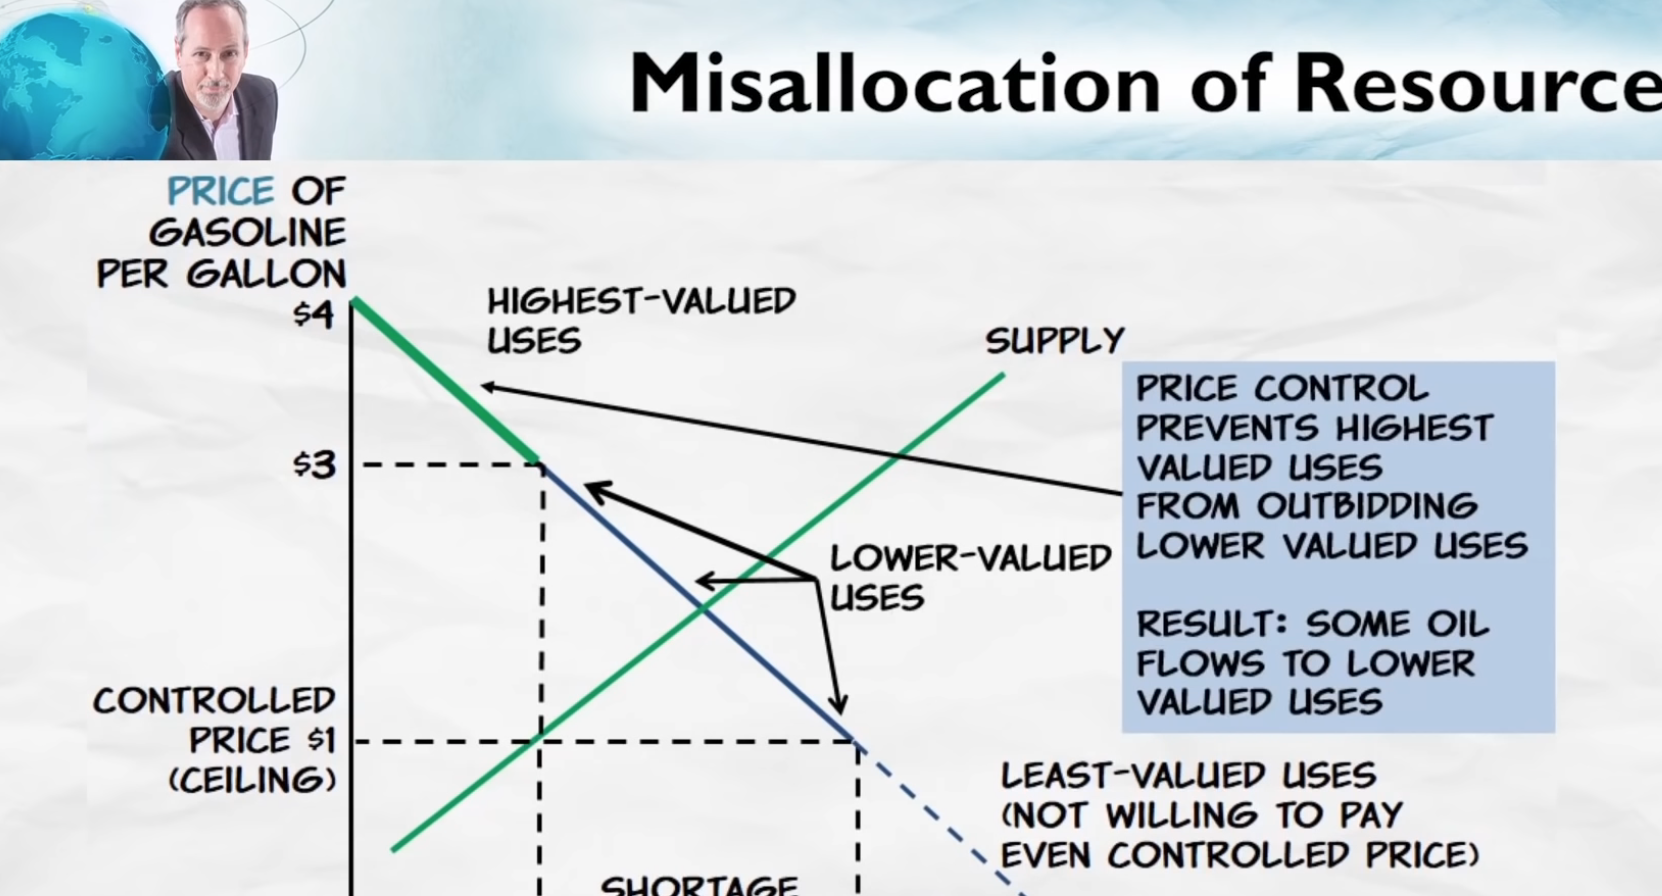 Misallocation of Resource
PRICE OF
GASOLINE
PER GALLON
$4
HIGHEST-VALUED
USES
SUPPLY
PRICE CONTROL
PREVENTS HIGHEST
VALUED USES
FROM OUTBIDDING
LOWER VALUED USES
RESULT: SOME OIL
FLOWS TO LOWER
VALUED USES
$3
LOWER-VALUED
USES
CONTROLLED
PRICE $1
(CEILING)
LEAST-VALUED USES
(NOT WILLING TO PAY
EVEN CONTROLLED PRICE)
SHORTAGE